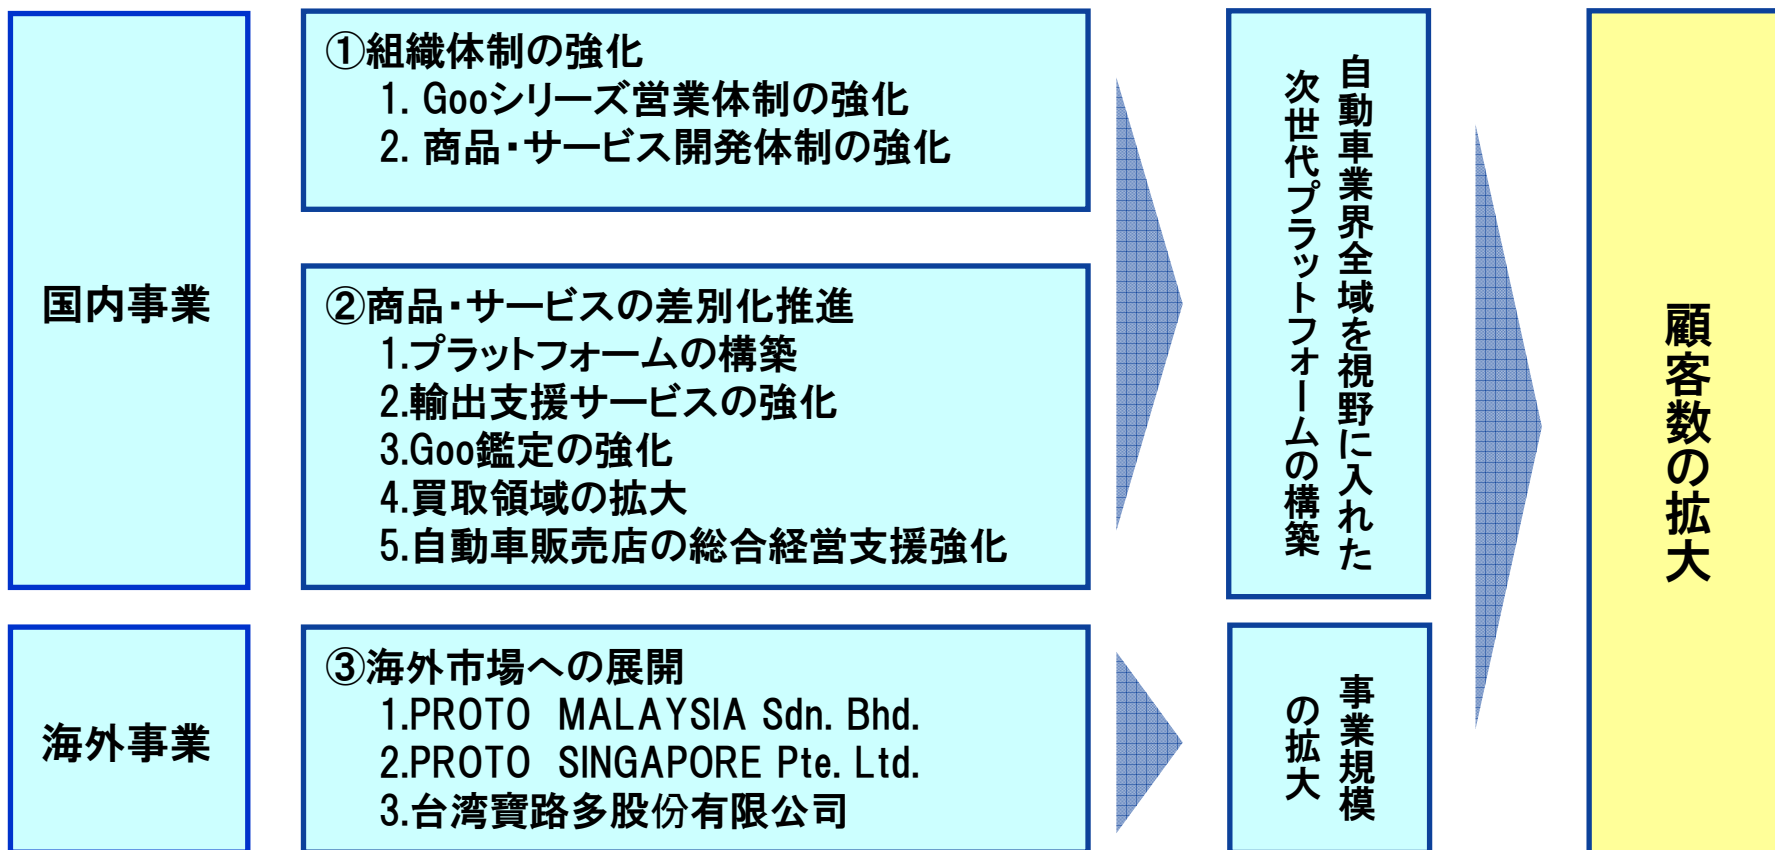 国内事業
①組織体制の強化
1. Gooシリーズ営業体制の強化
2. 商品・サービス開発体制の強化
②商品・サービスの差別化推進
1.プラットフォームの構築
2.輸出支援サービスの強化
3.Goo鑑定の強化
4.買取領域の拡大
5.自動車販売店の総合経営支援強化
自動車業界全域を視野に入れた
次世代プラットフォームの構築
海外事業
③海外市場への展開
1.PROTO MALAYSIA Sdn. Bhd.
2.PROTO SINGAPORE Pte. Ltd.
3.台湾寶路多股份有限公司
事業規模
の拡大
顧客数の拡大